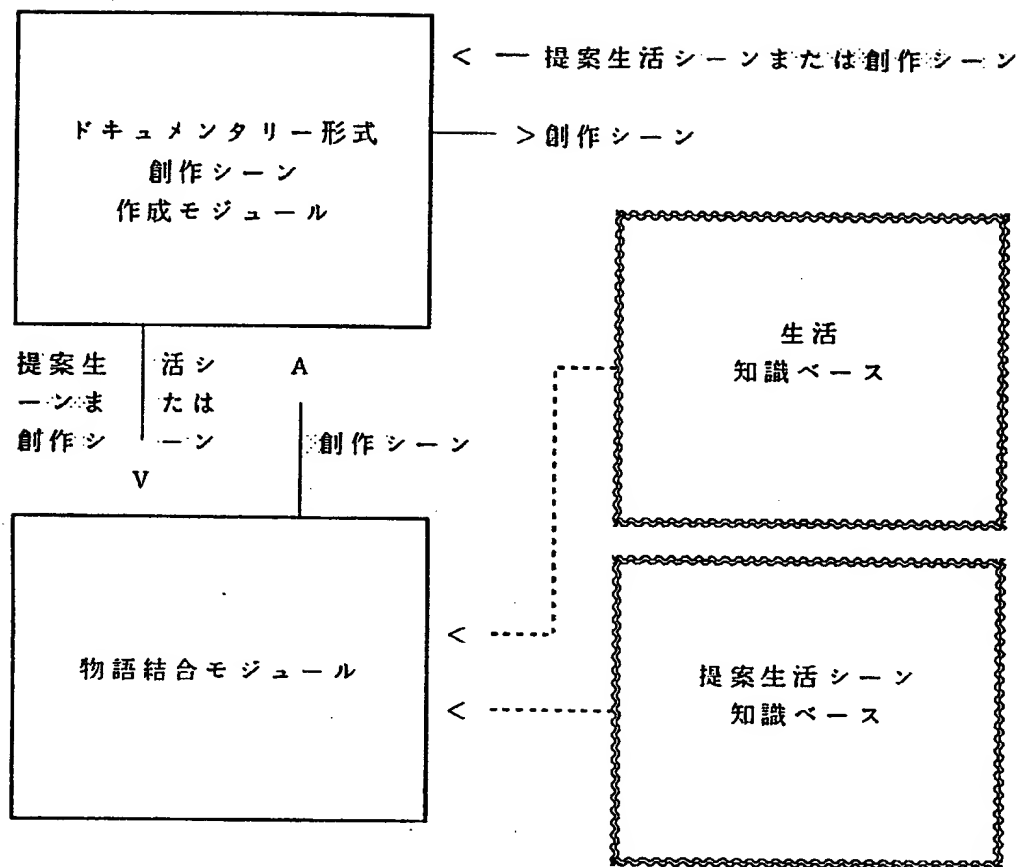 < — 提案生活シーンまたは創作シーン
ドキュメンタリー形式
創作シーン
作成モジュール
> 創作シーン
生活
知識ベース
提案生活シ
ーンまたは
創作シーン
A
V
創作シーン
物語結合モジュール
<
<
提案生活シーン
知識ベース